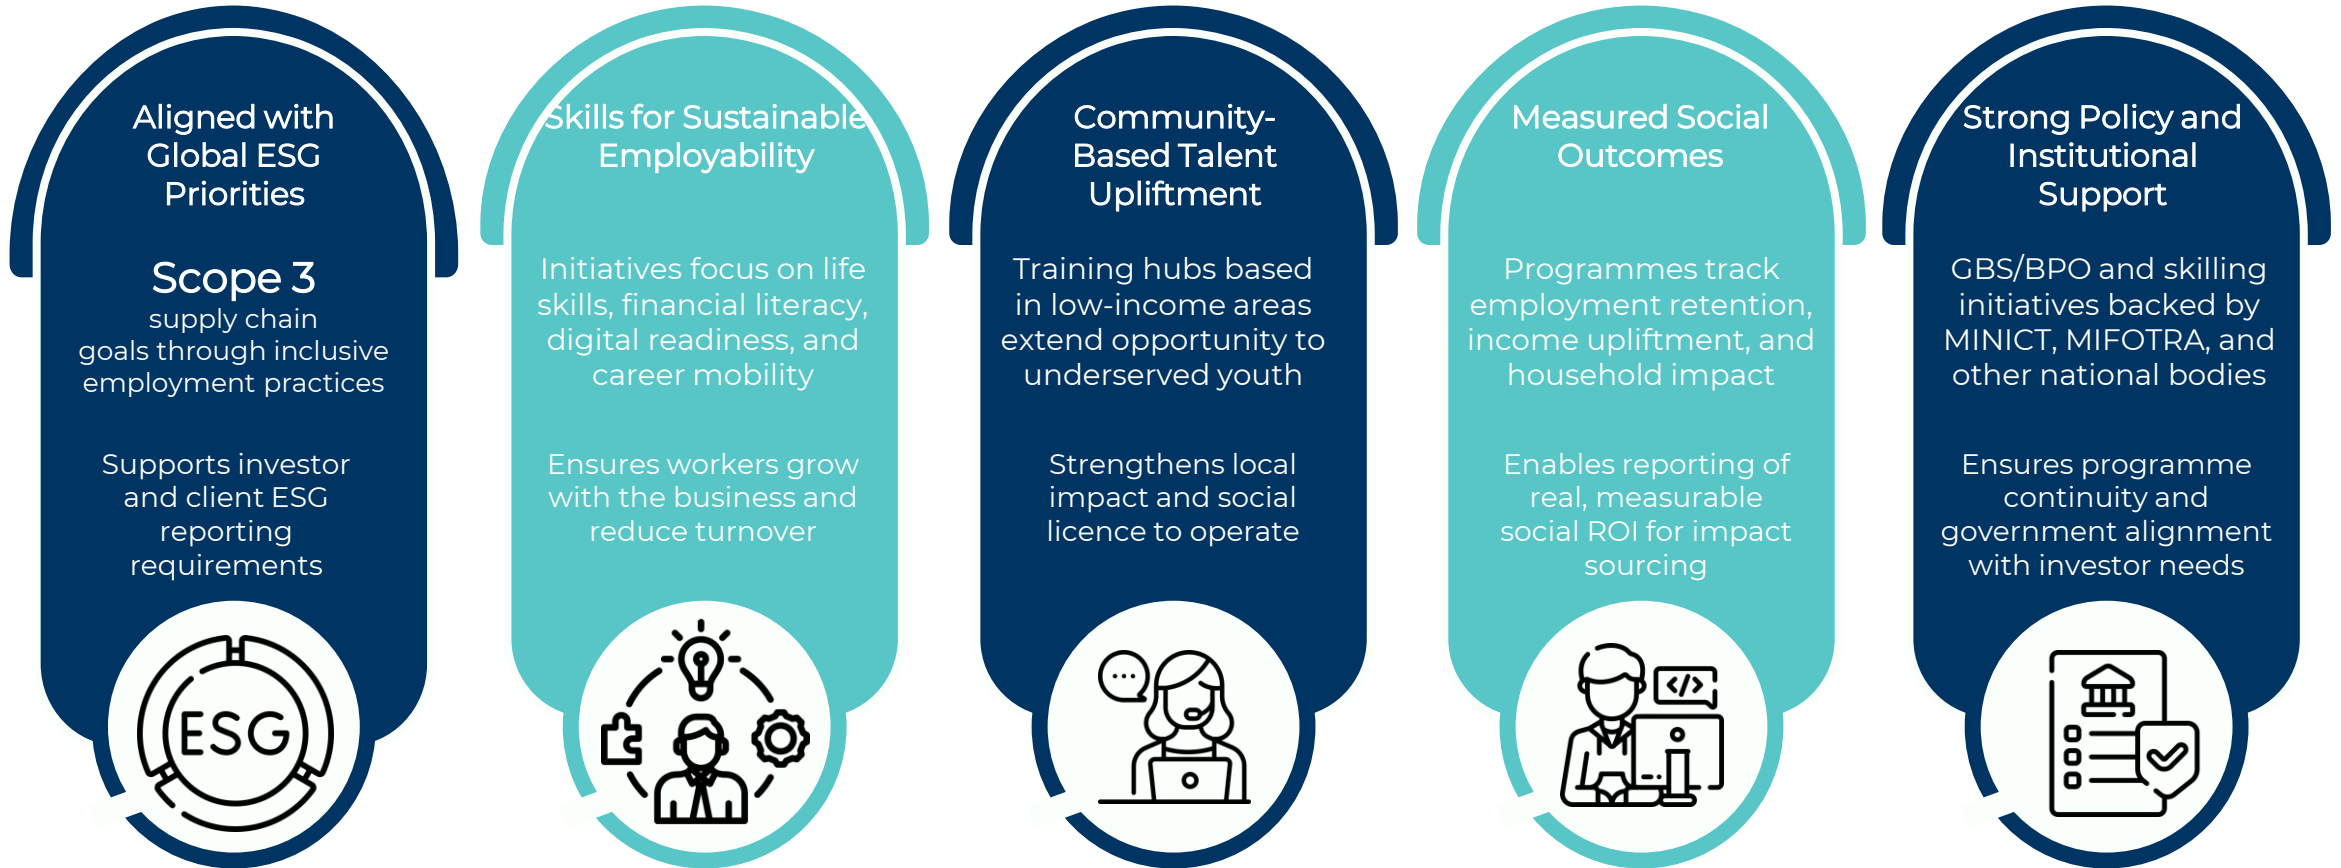 Aligned with
Global ESG
Priorities
Scope 3
supply chain
goals through inclusive
employment practices
Supports investor
and client ESG
reporting
requirements
ESG
Skills for Sustainable
Employability
Initiatives focus on life
skills, financial literacy,
digital readiness, and
career mobility
Ensures workers grow
with the business and
reduce turnover
Community-
Based Talent
Upliftment
Training hubs based
in low-income areas
extend opportunity to
underserved youth
Strengthens local
impact and social
licence to operate
Measured Social
Outcomes
Programmes track
employment retention,
income upliftment, and
household impact
Enables reporting of
real, measurable
social ROI for impact
sourcing
</>
Strong Policy and
Institutional
Support
GBS/BPO and skilling
initiatives backed by
MINICT, MIFOTRA, and
other national bodies
Ensures programme
continuity and
government alignment
with investor needs